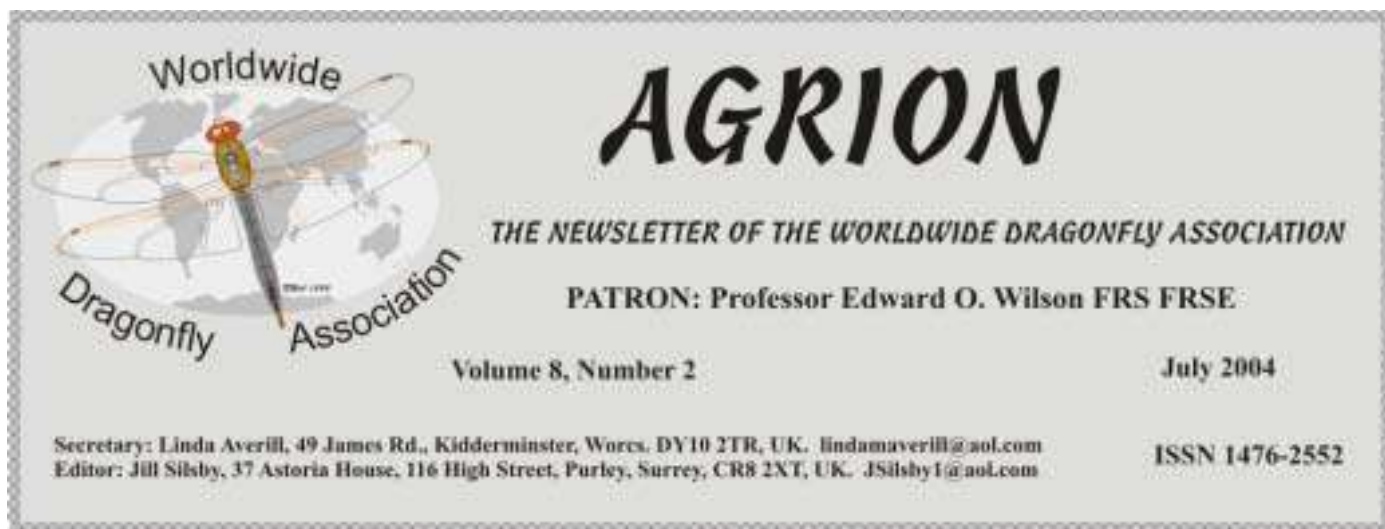 Worldwide
Dragonfly Association
AGRION
THE NEWSLETTER OF THE WORLDWIDE DRAGONFLY ASSOCIATION
PATRON: Professor Edward O. Wilson FRS FRSE
Volume 8, Number 2 July 2004
Secretary: Linda Averill, 49 James Rd., Kidderminster, Worcs. DY10 2TR, UK. lindamaverill@aol.com
Editor: Jill Silsby, 37 Astoria House, 116 High Street, Purley, Surrey, CR8 2XT, UK. JSilsby1@aol.com
ISSN 1476-2552